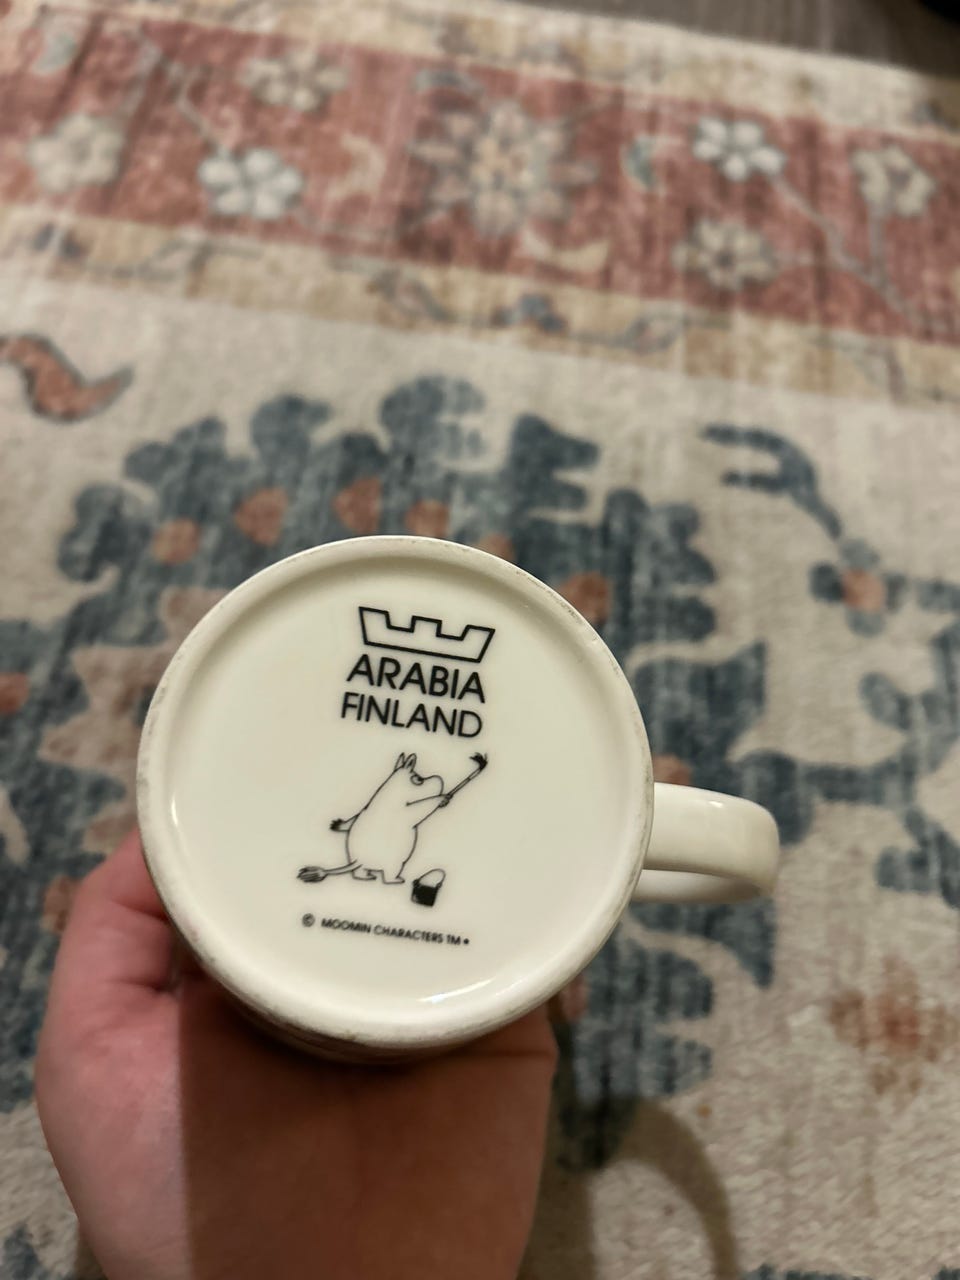 ARABIA
FINLAND
© MOOMIN CHARACTERS TM •